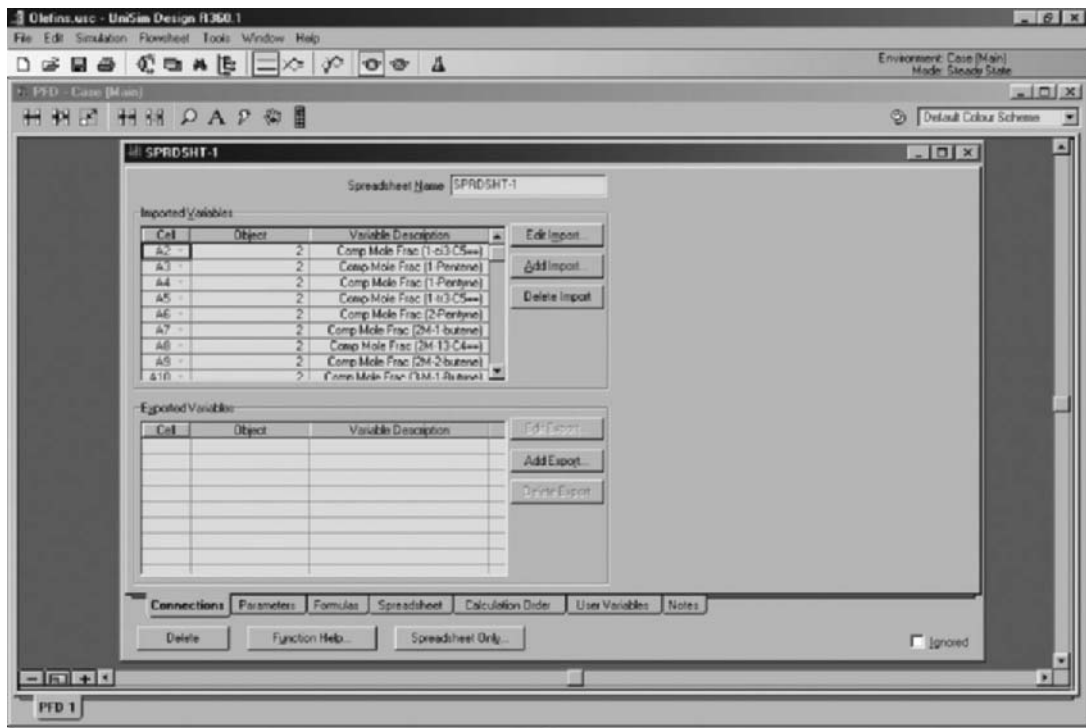 Olefins.usc - UniSim Design R360.1
File Edit Simulation Flowsheet Tools Window Help
Environment: Case (Main)
Mode: Steady State
PFD - Case (Main)
A
Default Colour Scheme
SPRDSHT-1
Spreadsheet Name SPRDSHT-1
Imported Variables
Cell Object Variable Description
A2 2 Comp Mole Frac (1-ci3-C5==)
A3 2 Comp Mole Frac (1-Pentene)
A4 2 Comp Mole Frac (1-Pentyne)
A5 2 Comp Mole Frac (1-tr3-C5==)
A6 2 Comp Mole Frac (2-Pentyne)
A7 2 Comp Mole Frac (2M-1-butene)
A8 2 Comp Mole Frac (2M-13-C4==)
A9 2 Comp Mole Frac (2M-2-butene)
A10 2 Comp Mole Frac (3M-1-Butene)
Edit Import...
Add Import...
Delete Import
Exported Variables
Cell Object Variable Description
Edit Export...
Add Export...
Delete Export
Connections Parameters Formulas Spreadsheet Calculation Order User Variables Notes
Delete Function Help... Spreadsheet Only... Ignored
PFD 1